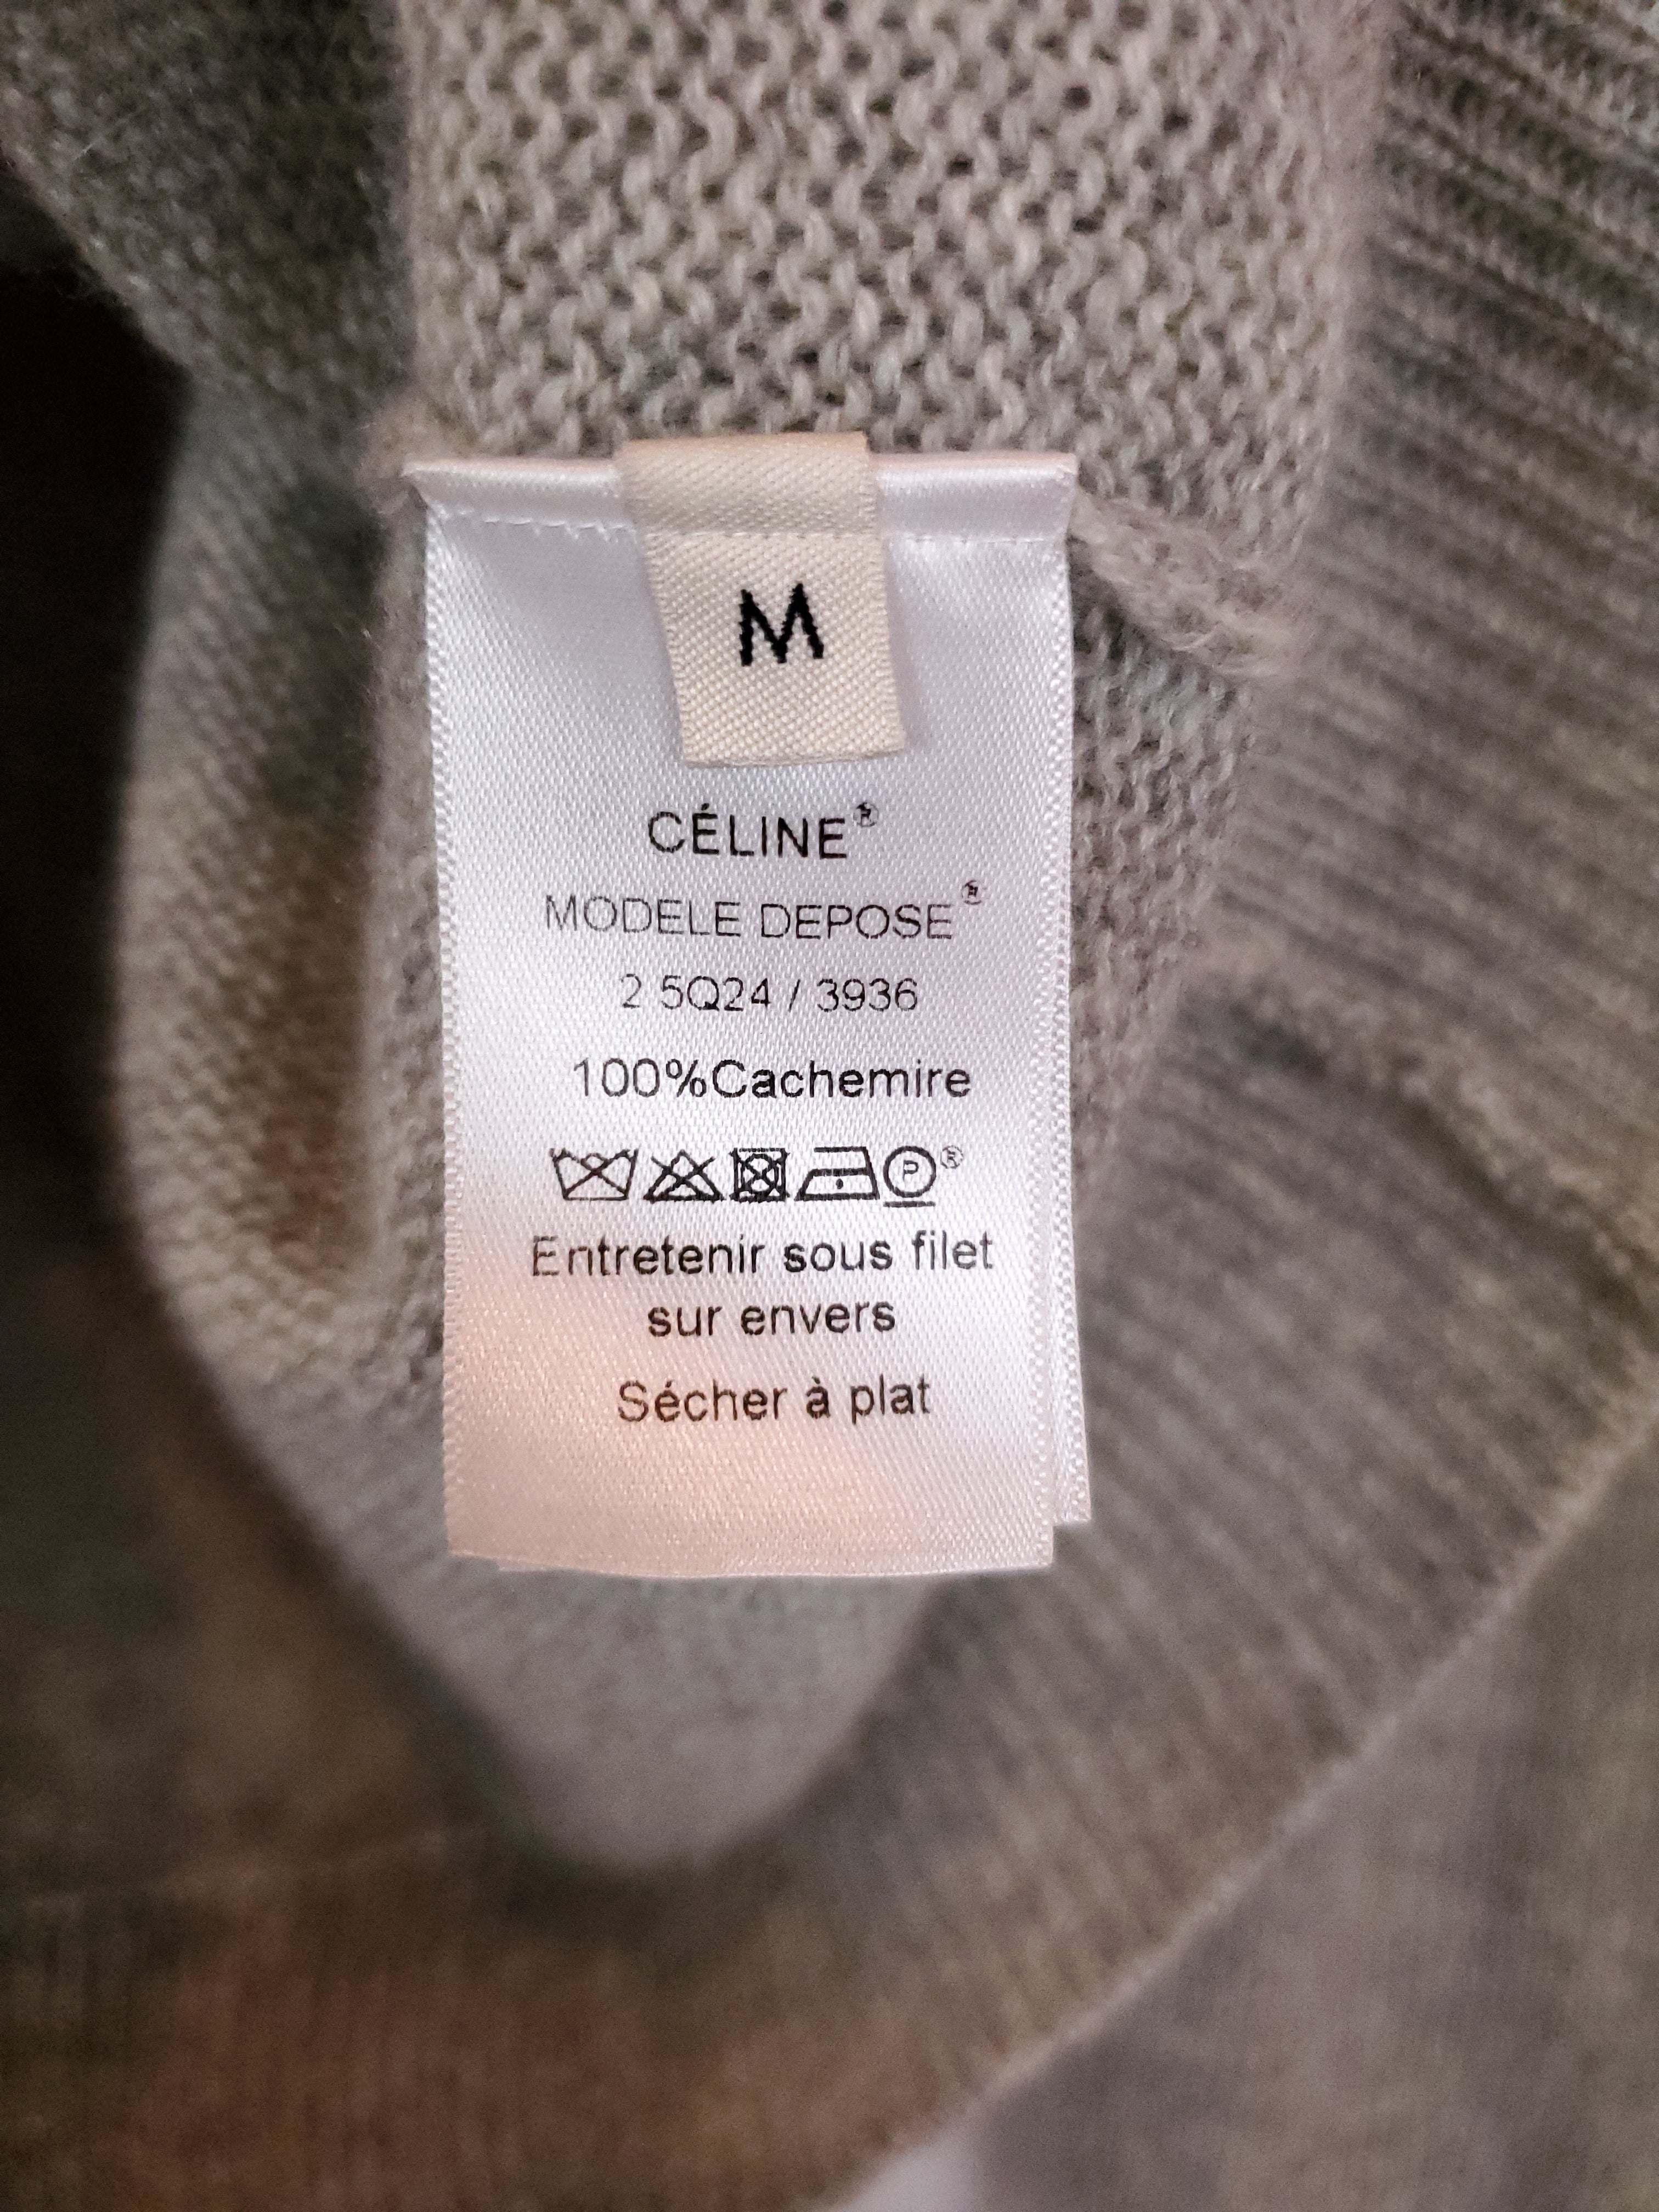 M
CÉLINE®
MODELE DEPOSE®
2 5Q24 / 3936
100%Cachemire
P®
Entretenir sous filet
sur envers
Sécher à plat